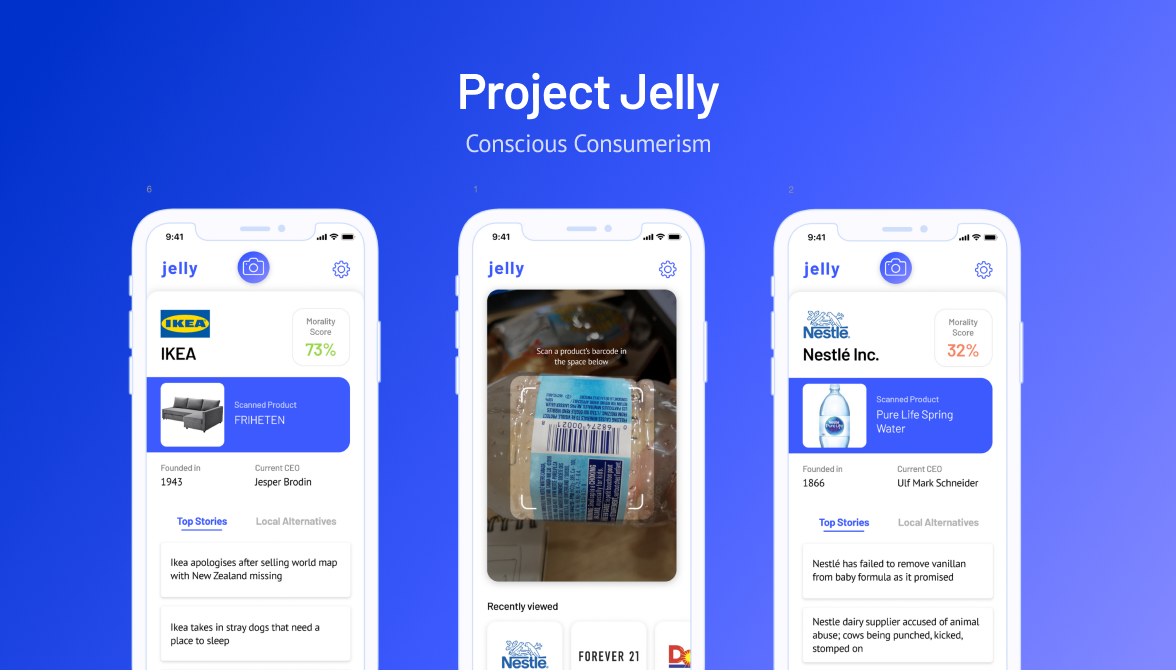 Project Jelly
Conscious Consumerism
6
9:41
jelly
IKEA
IKEA
Morality
Score
73%
Scanned Product
FRIHETEN
Founded in
1943
Current CEO
Jesper Brodin
Top Stories
Local Alternatives
Ikea apologises after selling world map
with New Zealand missing
Ikea takes in stray dogs that need a
place to sleep
1
9:41
jelly
Scan a product's barcode in
the space below
0 68274 00021
Recently viewed
Nestlé
FOREVER 21
D
2
9:41
jelly
Nestlé
Nestlé Inc.
Morality
Score
32%
Scanned Product
Pure Life Spring
Water
Pure Life
Founded in
1866
Current CEO
Ulf Mark Schneider
Top Stories
Local Alternatives
Nestlé has failed to remove vanillan
from baby formula as it promised
Nestle dairy supplier accused of animal
abuse; cows being punched, kicked,
stomped on